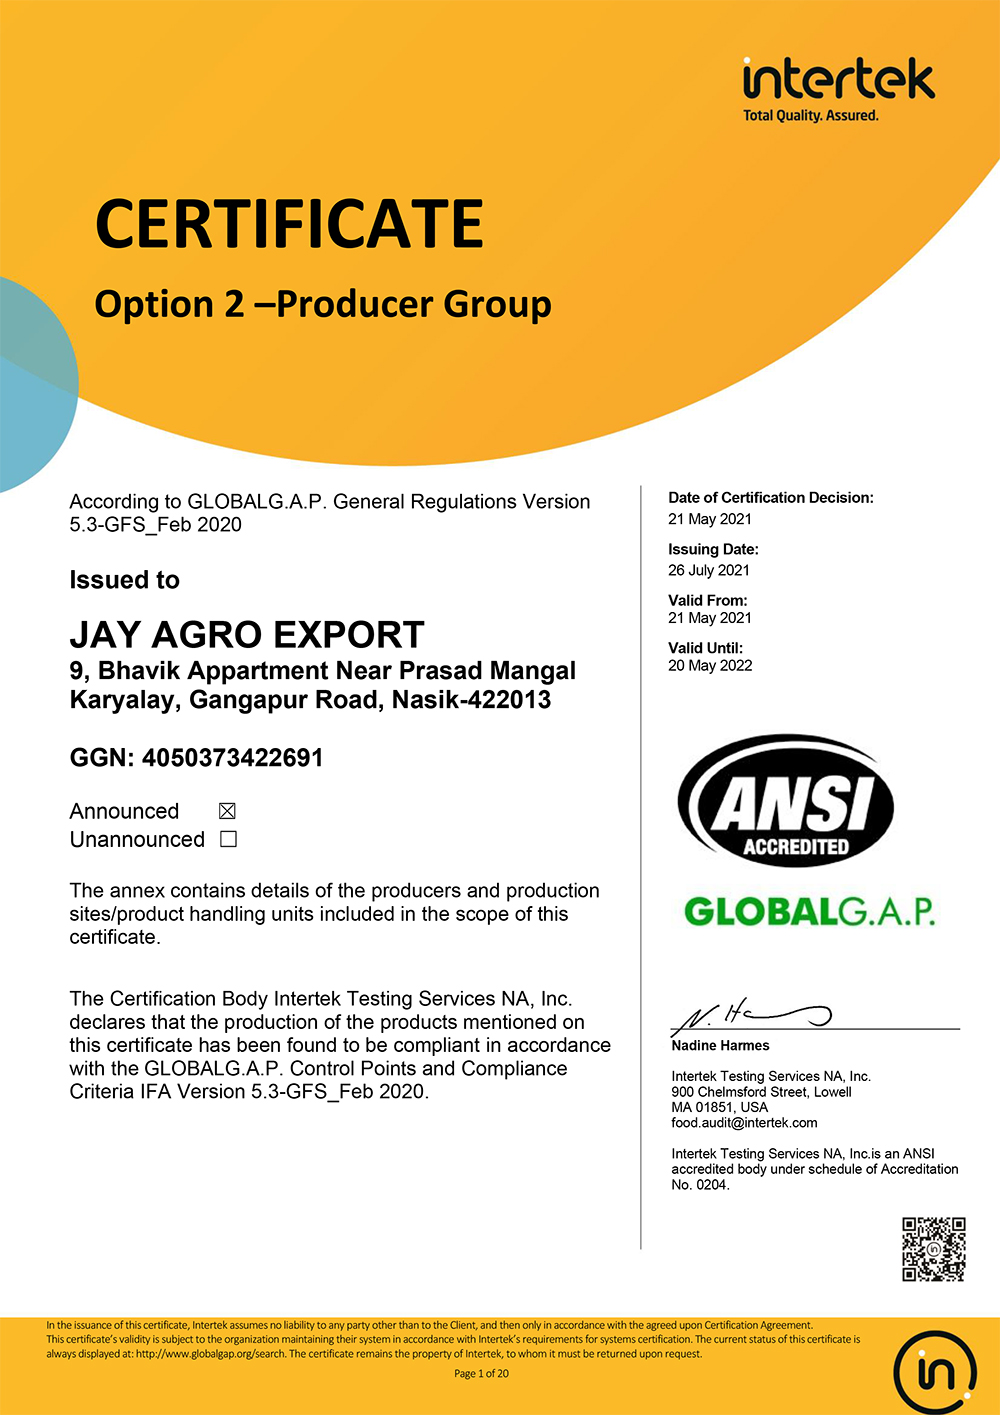 intertek
Total Quality. Assured.
CERTIFICATE
Option 2 –Producer Group
According to GLOBALG.A.P. General Regulations Version
5.3-GFS_Feb 2020
Issued to
JAY AGRO EXPORT
9, Bhavik Appartment Near Prasad Mangal
Karyalay, Gangapur Road, Nasik-422013
GGN: 4050373422691
Announced ☒
Unannounced ☐
The annex contains details of the producers and production
sites/product handling units included in the scope of this
certificate.
The Certification Body Intertek Testing Services NA, Inc.
declares that the production of the products mentioned on
this certificate has been found to be compliant in accordance
with the GLOBALG.A.P. Control Points and Compliance
Criteria IFA Version 5.3-GFS_Feb 2020.
Date of Certification Decision:
21 May 2021
Issuing Date:
26 July 2021
Valid From:
21 May 2021
Valid Until:
20 May 2022
ANSI
ACCREDITED
GLOBALG.A.P.
N. Ha
Nadine Harmes
Intertek Testing Services NA, Inc.
900 Chelmsford Street, Lowell
MA 01851, USA
food.audit@intertek.com
Intertek Testing Services NA, Inc.is an ANSI
accredited body under schedule of Accreditation
No. 0204.
in
In the issuance of this certificate, Intertek assumes no liability to any party other than to the Client, and then only in accordance with the agreed upon Certification Agreement.
This certificate's validity is subject to the organization maintaining their system in accordance with Intertek's requirements for systems certification. The current status of this certificate is
always displayed at: http://www.globalgap.org/search. The certificate remains the property of Intertek, to whom it must be returned upon request.
Page 1 of 20
in